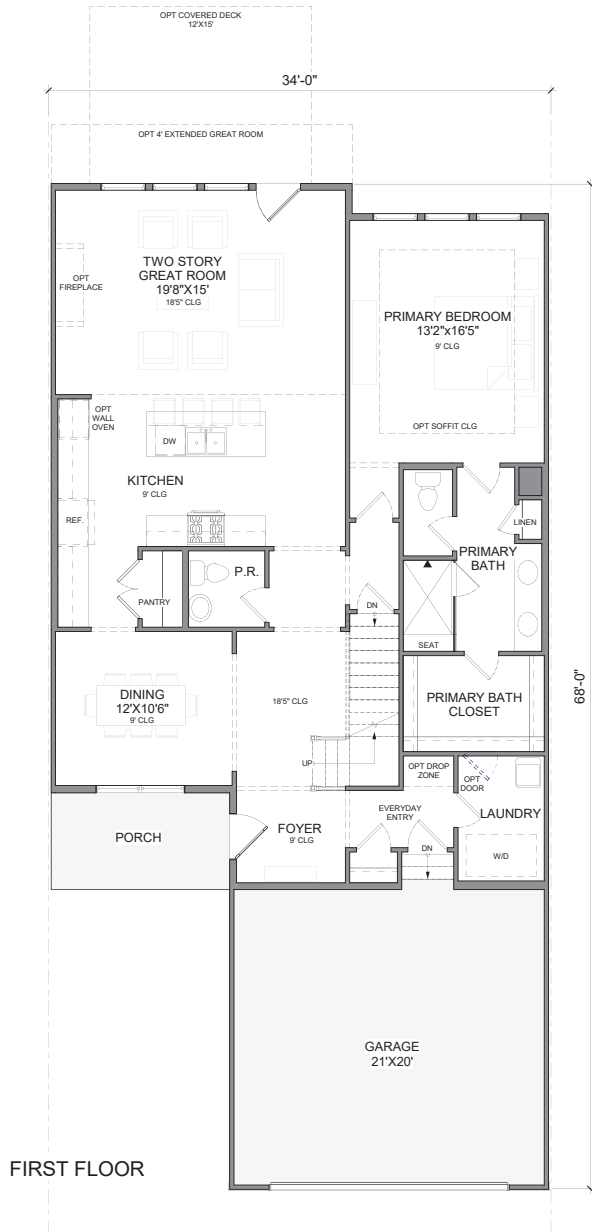 OPT COVERED DECK
12'X15'
34'-0"
OPT 4' EXTENDED GREAT ROOM
TWO STORY
GREAT ROOM
19'8"X15'
18'5" CLG
OPT
FIREPLACE
PRIMARY BEDROOM
13'2"x16'5"
9' CLG
OPT SOFFIT CLG
OPT
WALL
OVEN
DW
KITCHEN
9' CLG
REF.
LINEN
PRIMARY
BATH
P.R.
PANTRY
DN
SEAT
DINING
12'X10'6"
9' CLG
18'5" CLG
PRIMARY BATH
CLOSET
68'-0"
UP
OPT DROP
ZONE
OPT
DOOR
EVERYDAY
ENTRY
LAUNDRY
PORCH
FOYER
9' CLG
DN
W/D
GARAGE
21'X20'
FIRST FLOOR